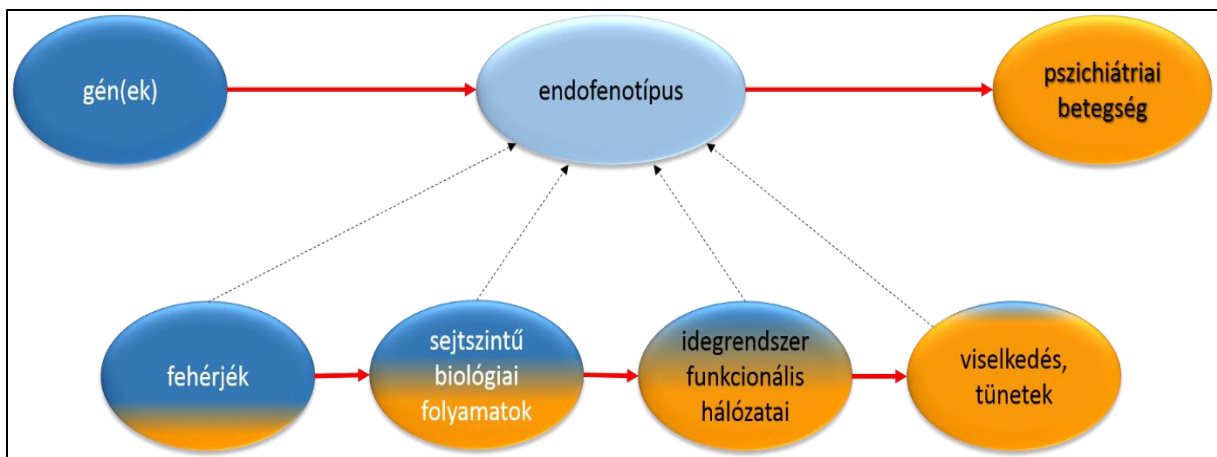 gén(ek)
endofenotípus
pszichiátriai
betegség
fehérjék
sejtszintű
biológiai
folyamatok
idegrendszer
funkcionális
hálózatai
viselkedés,
tünetek